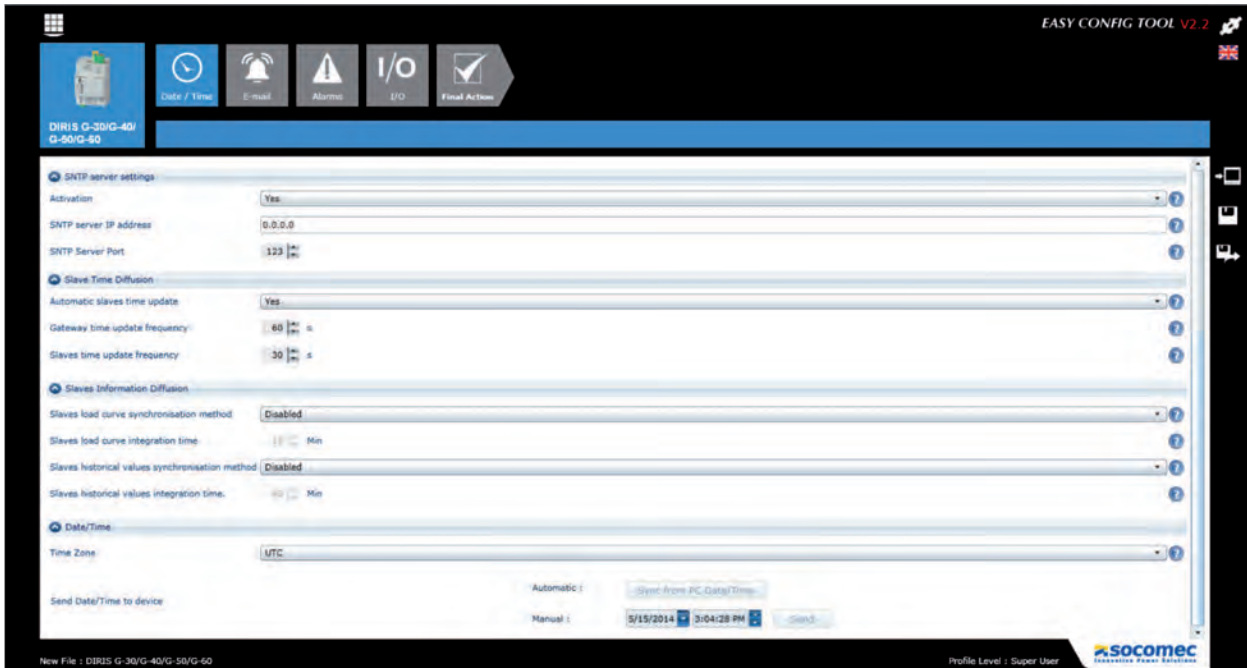 EASY CONFIG TOOL V2.2
DIRIS G-30/G-40/
G-50/G-60
Date / Time
E-mail
Alarms
I/O
I/O
Final Action
SNTP server settings
Activation Yes
SNTP server IP address 0.0.0.0
SNTP Server Port 123
Slave Time Diffusion
Automatic slaves time update Yes
Gateway time update frequency 60 s
Slaves time update frequency 30 s
Slaves Information Diffusion
Slaves load curve synchronisation method Disabled
Slaves load curve integration time Min
Slaves historical values synchronisation method Disabled
Slaves historical values integration time. Min
Date/Time
Time Zone UTC
Send Date/Time to device
Automatic : Sync from PC Date/Time
Manual : 5/15/2014 3:04:28 PM Send
New File : DIRIS G-30/G-40/G-50/G-60
Profile Level : Super User
socomec
Innovative Power Solutions